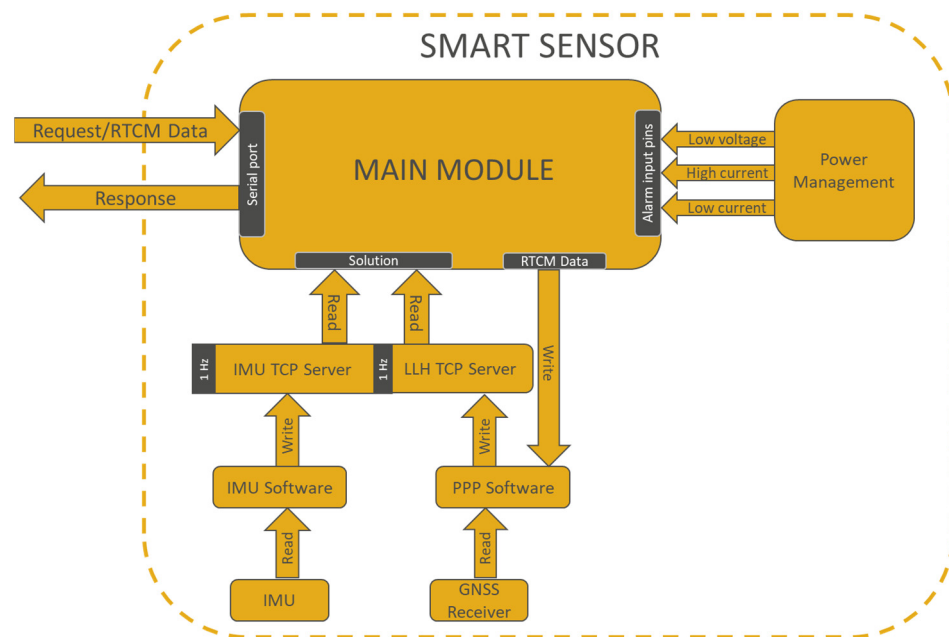 SMART SENSOR
Request/RTCM Data
Response
Serial port
MAIN MODULE
Alarm input pins
Low voltage
High current
Low current
Power
Management
Solution
RTCM Data
Read
Read
Write
1 Hz
IMU TCP Server
1 Hz
LLH TCP Server
Write
Write
IMU Software
PPP Software
Read
Read
IMU
GNSS
Receiver